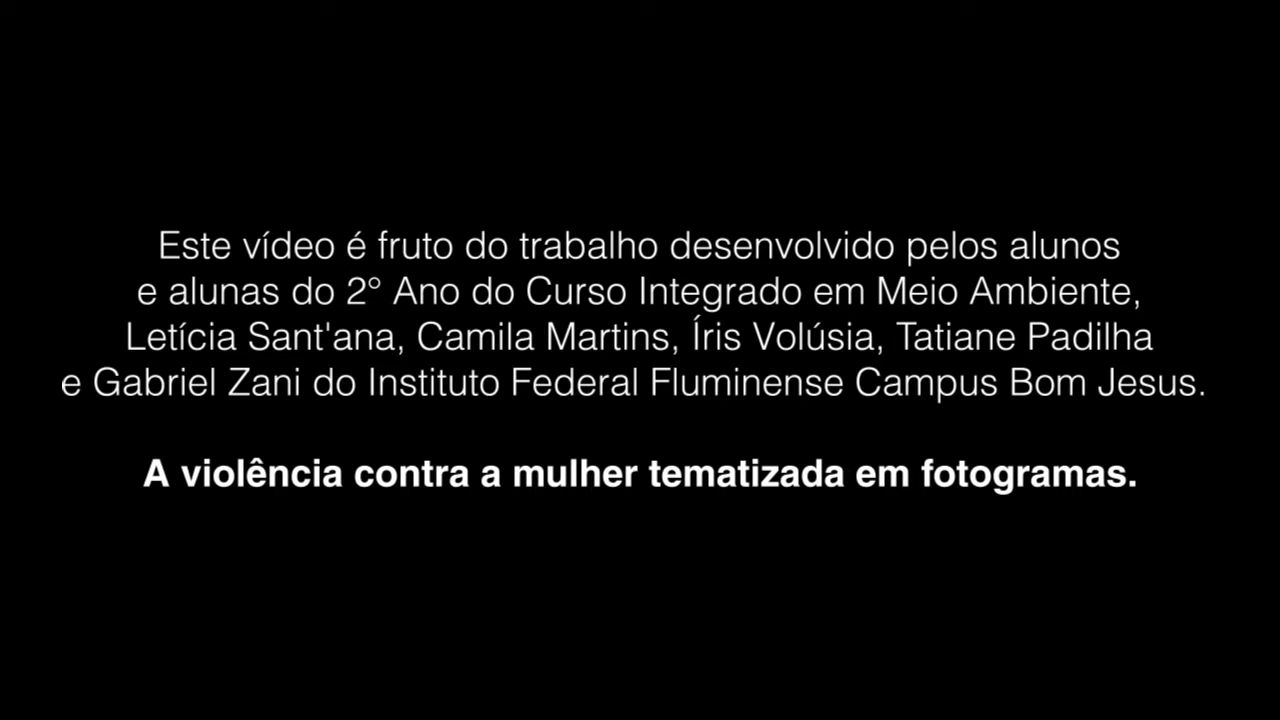 Este vídeo é fruto do trabalho desenvolvido pelos alunos
e alunas do 2° Ano do Curso Integrado em Meio Ambiente,
Letícia Sant'ana, Camila Martins, Íris Volúsia, Tatiane Padilha
e Gabriel Zani do Instituto Federal Fluminense Campus Bom Jesus.
A violência contra a mulher tematizada em fotogramas.